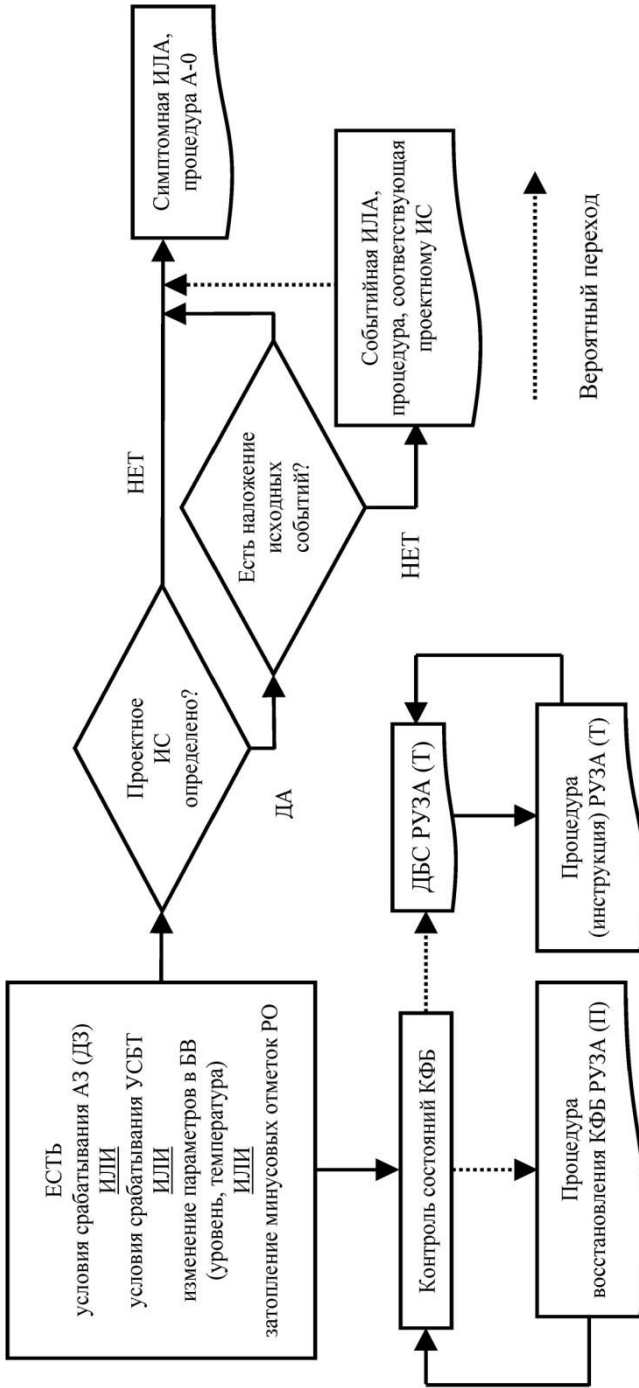 ЕСТЬ
условия срабатывания АЗ (ДЗ)
ИЛИ
условия срабатывания УСБТ
ИЛИ
изменение параметров в БВ
(уровень, температура)
ИЛИ
затопление минусовых отметок РО
Проектное
ИС
определено?
НЕТ
ДА
Симптомная ИЛА,
процедура А-0
Есть наложение
исходных
событий?
НЕТ
Событийная ИЛА,
процедура, соответствующая
проектному ИС
Контроль состояний КФБ
ДБС РУЗА (Т)
Процедура
восстановления КФБ РУЗА (П)
Процедура
(инструкция) РУЗА (Т)
Вероятный переход